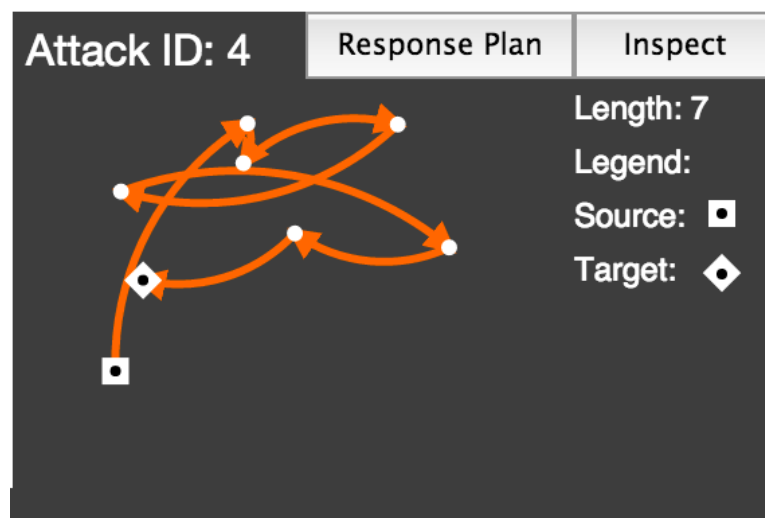 Attack ID: 4
Response Plan
Inspect
Length: 7
Legend:
Source:
Target: